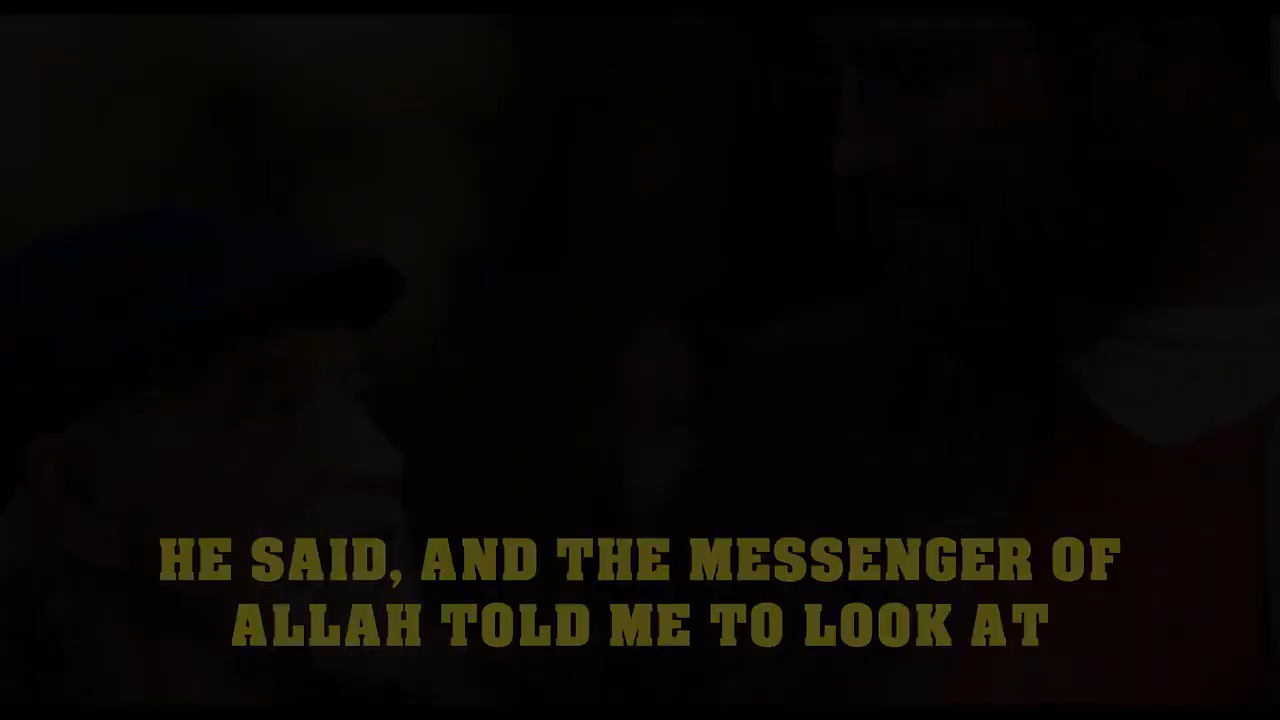 HE SAID, AND THE MESSENGER OF
ALLAH TOLD ME TO LOOK AT